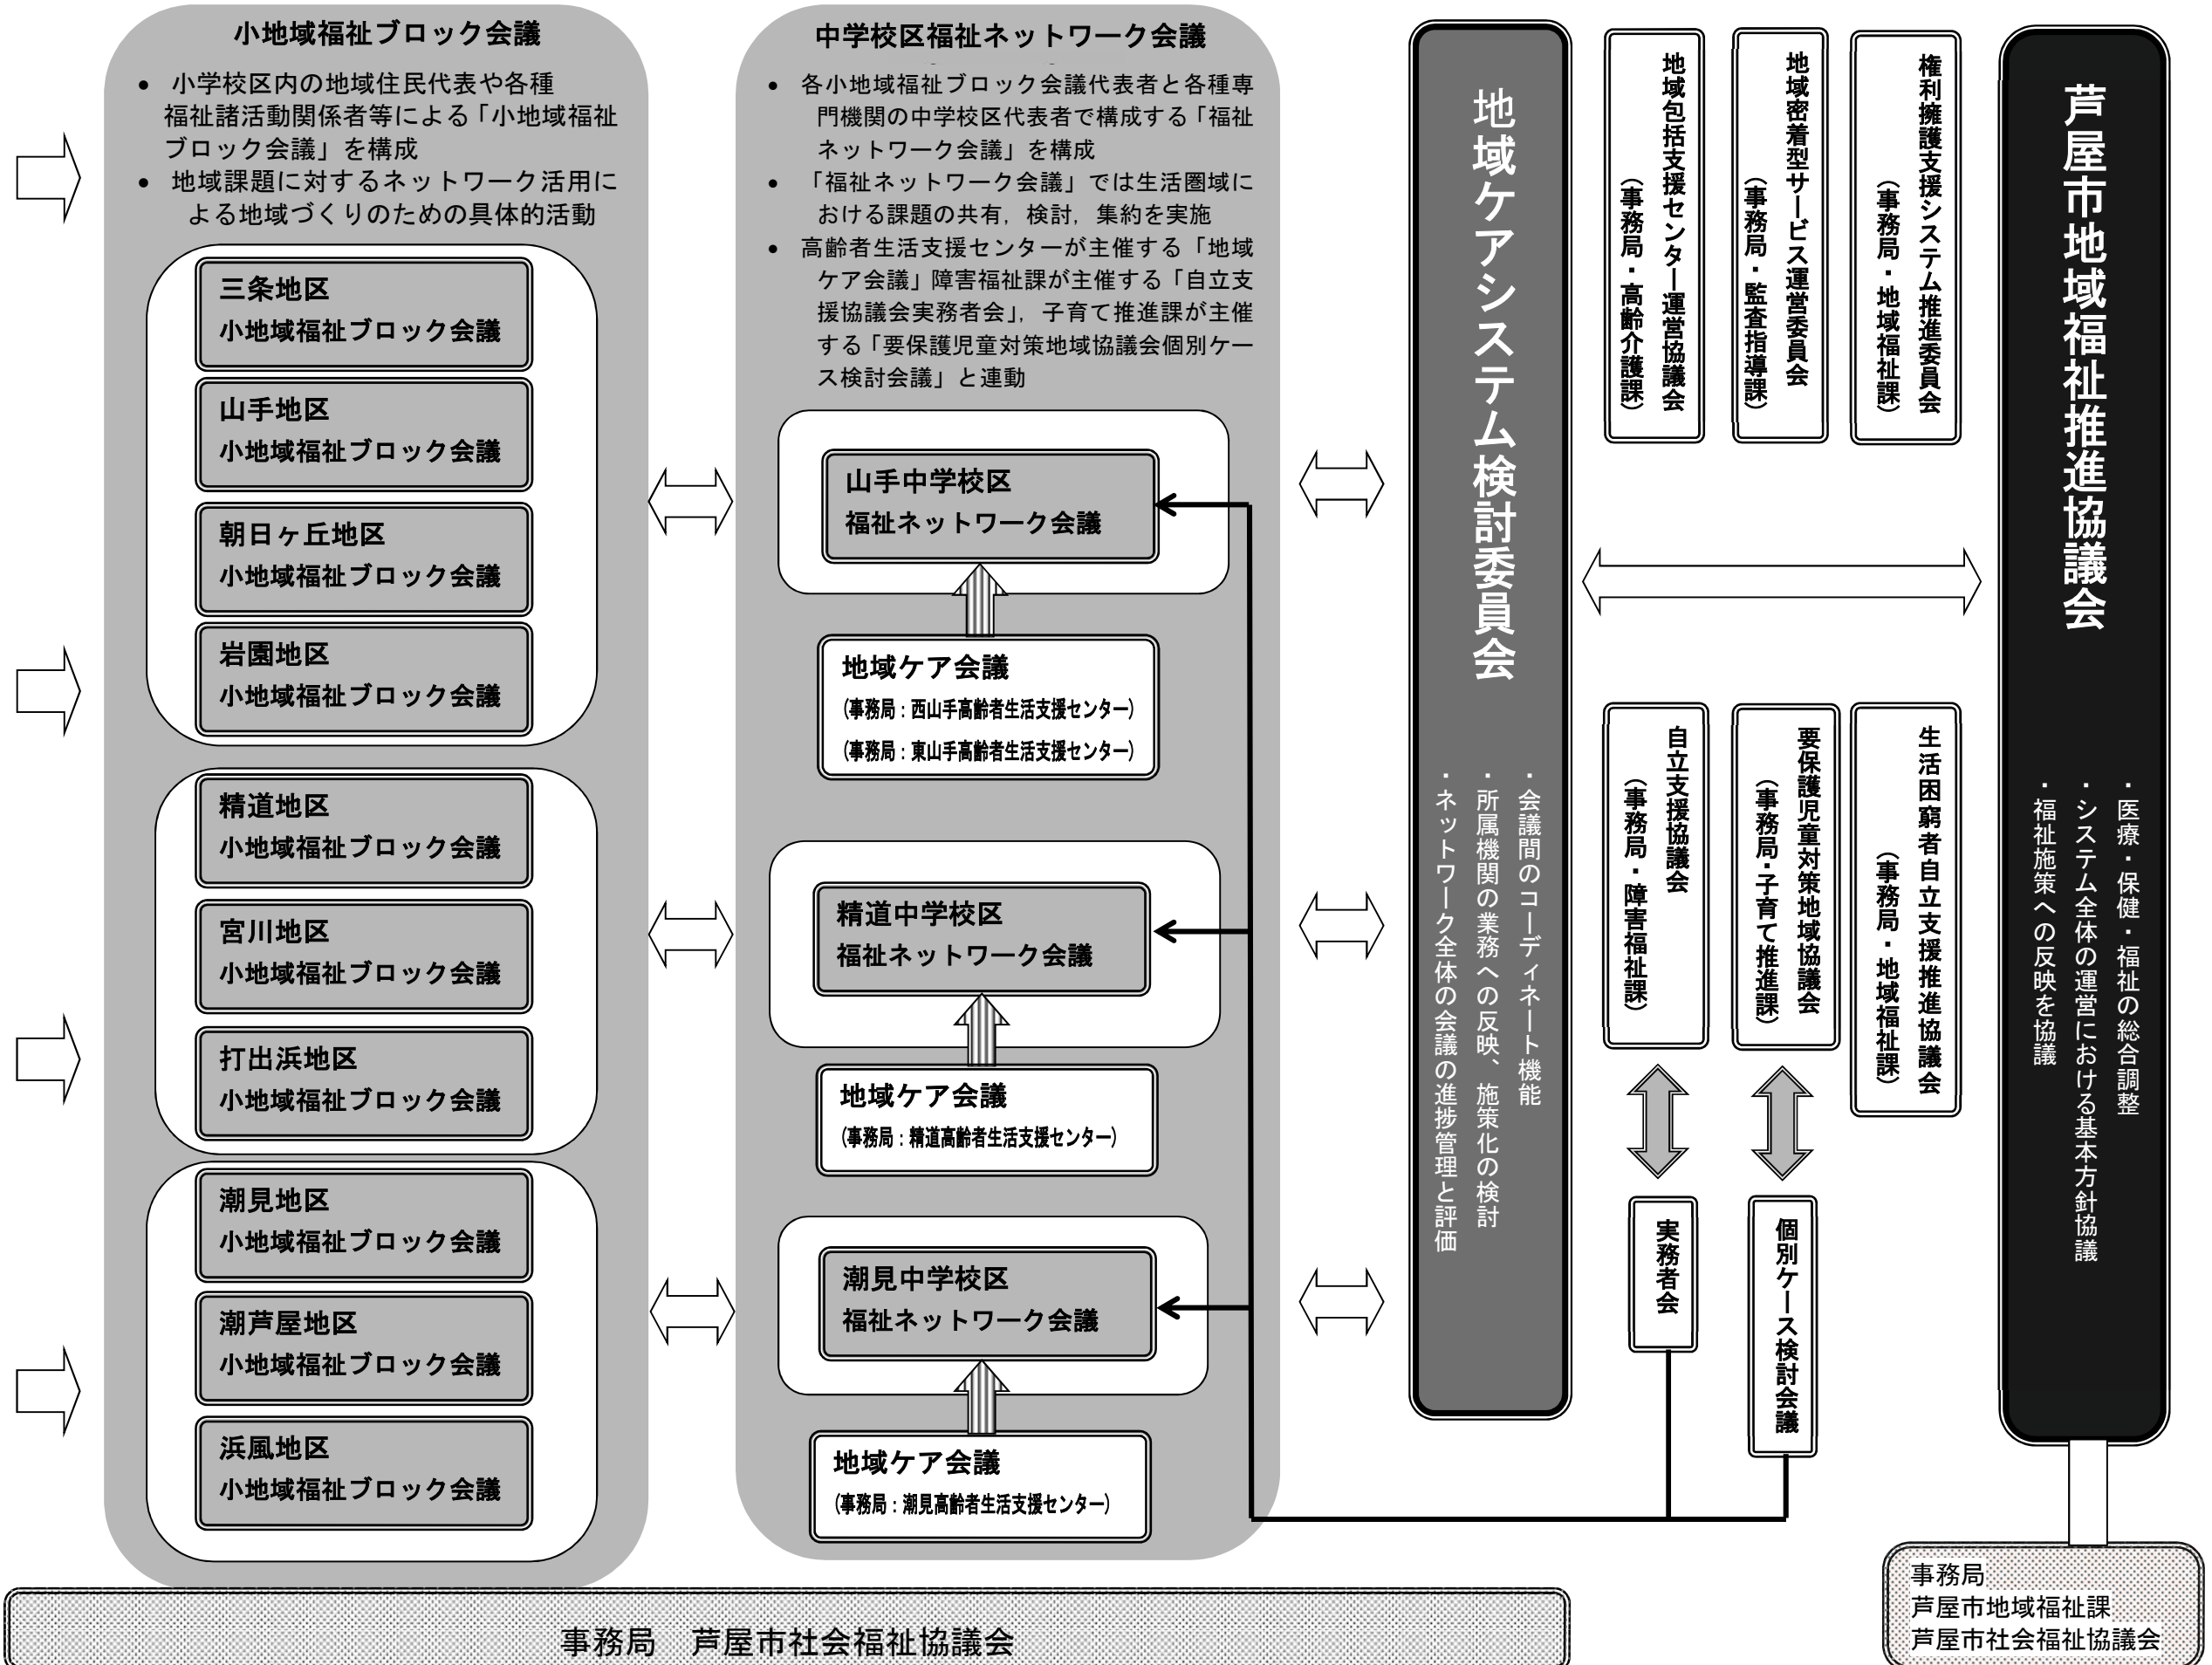 小地域福祉ブロック会議
• 小学校区内の地域住民代表や各種
福祉諸活動関係者等による「小地域福祉
ブロック会議」を構成
• 地域課題に対するネットワーク活用に
よる地域づくりのための具体的活動
三条地区
小地域福祉ブロック会議
山手地区
小地域福祉ブロック会議
朝日ヶ丘地区
小地域福祉ブロック会議
岩園地区
小地域福祉ブロック会議
精道地区
小地域福祉ブロック会議
宮川地区
小地域福祉ブロック会議
打出浜地区
小地域福祉ブロック会議
潮見地区
小地域福祉ブロック会議
潮芦屋地区
小地域福祉ブロック会議
浜風地区
小地域福祉ブロック会議
中学校区福祉ネットワーク会議
• 各小地域福祉ブロック会議代表者と各種専
門機関の中学校区代表者で構成する「福祉
ネットワーク会議」を構成
• 「福祉ネットワーク会議」では生活圏域に
おける課題の共有，検討，集約を実施
• 高齢者生活支援センターが主催する「地域
ケア会議」障害福祉課が主催する「自立支
援協議会実務者会」，子育て推進課が主催
する「要保護児童対策地域協議会個別ケー
ス検討会議」と連動
山手中学校区
福祉ネットワーク会議
地域ケア会議
(事務局：西山手高齢者生活支援センター)
(事務局：東山手高齢者生活支援センター)
精道中学校区
福祉ネットワーク会議
地域ケア会議
(事務局：精道高齢者生活支援センター)
潮見中学校区
福祉ネットワーク会議
地域ケア会議
(事務局：潮見高齢者生活支援センター)
地域ケアシステム検討委員会
・会議間のコーディネート機能
・所属機関の業務への反映、施策化の検討
・ネットワーク全体の会議の進捗管理と評価
地域包括支援センター運営協議会
（事務局・高齢介護課）
地域密着型サービス運営委員会
（事務局・監査指導課）
権利擁護支援システム推進委員会
（事務局・地域福祉課）
自立支援協議会
（事務局・障害福祉課）
要保護児童対策地域協議会
（事務局・子育て推進課）
生活困窮者自立支援推進協議会
（事務局・地域福祉課）
実務者会
個別ケース検討会議
芦屋市地域福祉推進協議会
・医療・保健・福祉の総合調整
・システム全体の運営における基本方針協議
・福祉施策への反映を協議
事務局　芦屋市社会福祉協議会
事務局
芦屋市地域福祉課
芦屋市社会福祉協議会